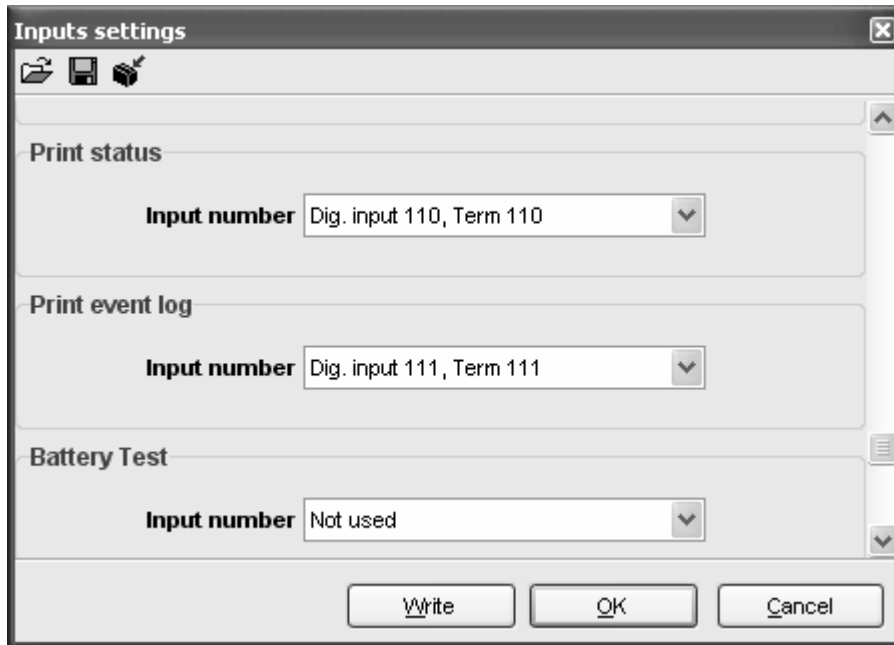 Inputs settings
Print status
Input number Dig. input 110, Term 110
Print event log
Input number Dig. input 111, Term 111
Battery Test
Input number Not used
Write OK Cancel